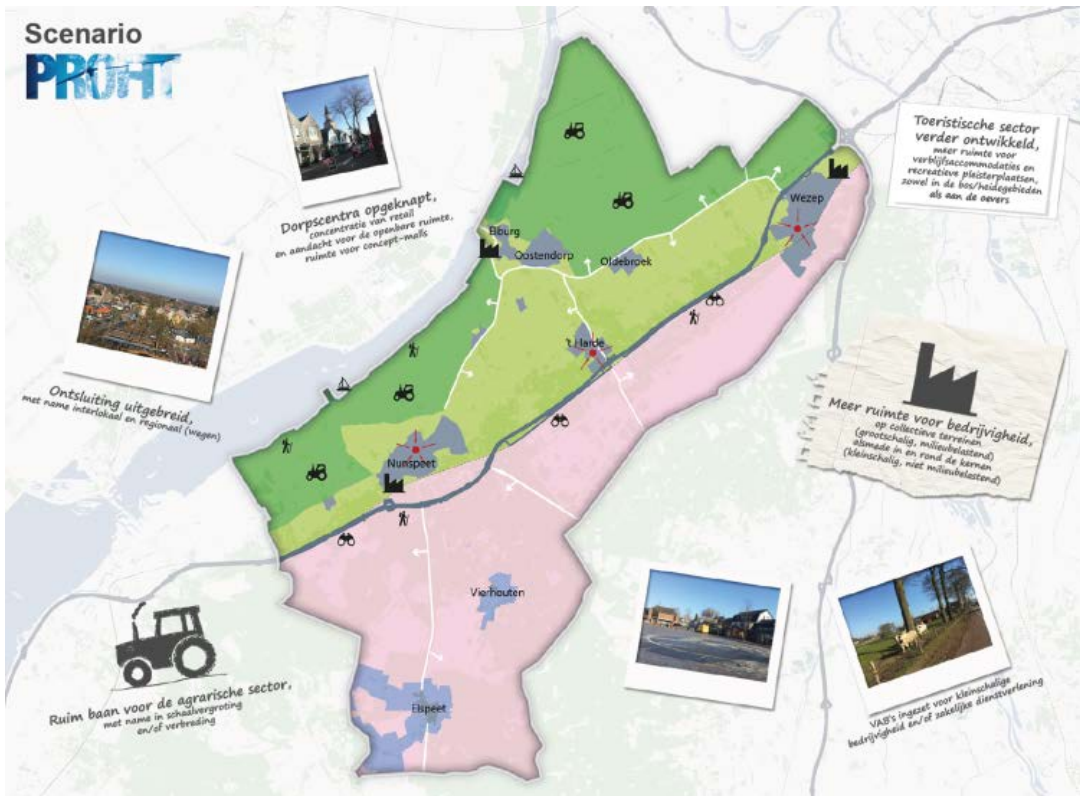 Scenario
PROFIT
Dorpscentra opgeknapt,
concentratie van retail
en aandacht voor de openbare ruimte,
ruimte voor concept-malls
Toeristiscche sector
verder ontwikkeld,
meer ruimte voor
verblijfsaccommodaties en
recreatieve pleisterplaatsen,
zowel in de bos/heidegebieden
als aan de oevers
Wezep
Elburg
Oostendorp
Oldebroek
't Harde
Ontsluiting uitgebreid,
met name interlokaal en regionaal (wegen)
Meer ruimte voor bedrijvigheid,
op collectieve terreinen
(grootschalig, milieubelastend)
alsmede in en rond de kernen
(kleinschalig, niet milieubelastend)
Nunspeet
Vierhouten
Elspeet
Ruim baan voor de agrarische sector,
met name in schaalvergroting
en/of verbreding
VAB's ingezet voor kleinschalige
bedrijvigheid en/of zakelijke dienstverlening